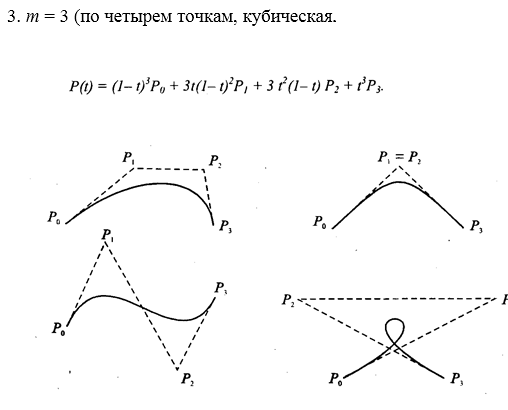 3. m = 3 (по четырем точкам, кубическая.
P(t) = (1– t)³P₀ + 3t(1– t)²P₁ + 3 t²(1– t) P₂ + t³P₃.
P₁ P₂
P₀ P₃
P₁ = P₂
P₀ P₃
P₁
P₃
P₀
P₂
P₂
P₀ P₃